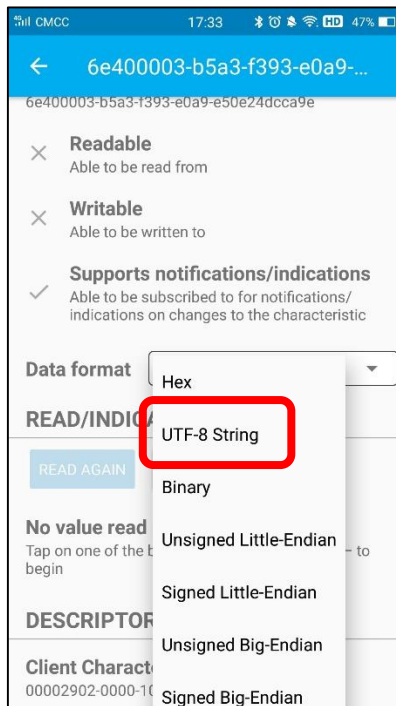 CMCC 17:33 HD 47%
6e400003-b5a3-f393-e0a9-...
6e400003-b5a3-f393-e0a9-e50e24dcca9e
Readable
Able to be read from
Writable
Able to be written to
Supports notifications/indications
Able to be subscribed to for notifications/
indications on changes to the characteristic
Data format
Hex
READ/INDICA
UTF-8 String
READ AGAIN
Binary
No value read
Unsigned Little-Endian
Tap on one of the b – to
begin
Signed Little-Endian
DESCRIPTOR
Unsigned Big-Endian
Client Characte
00002902-0000-10
Signed Big-Endian